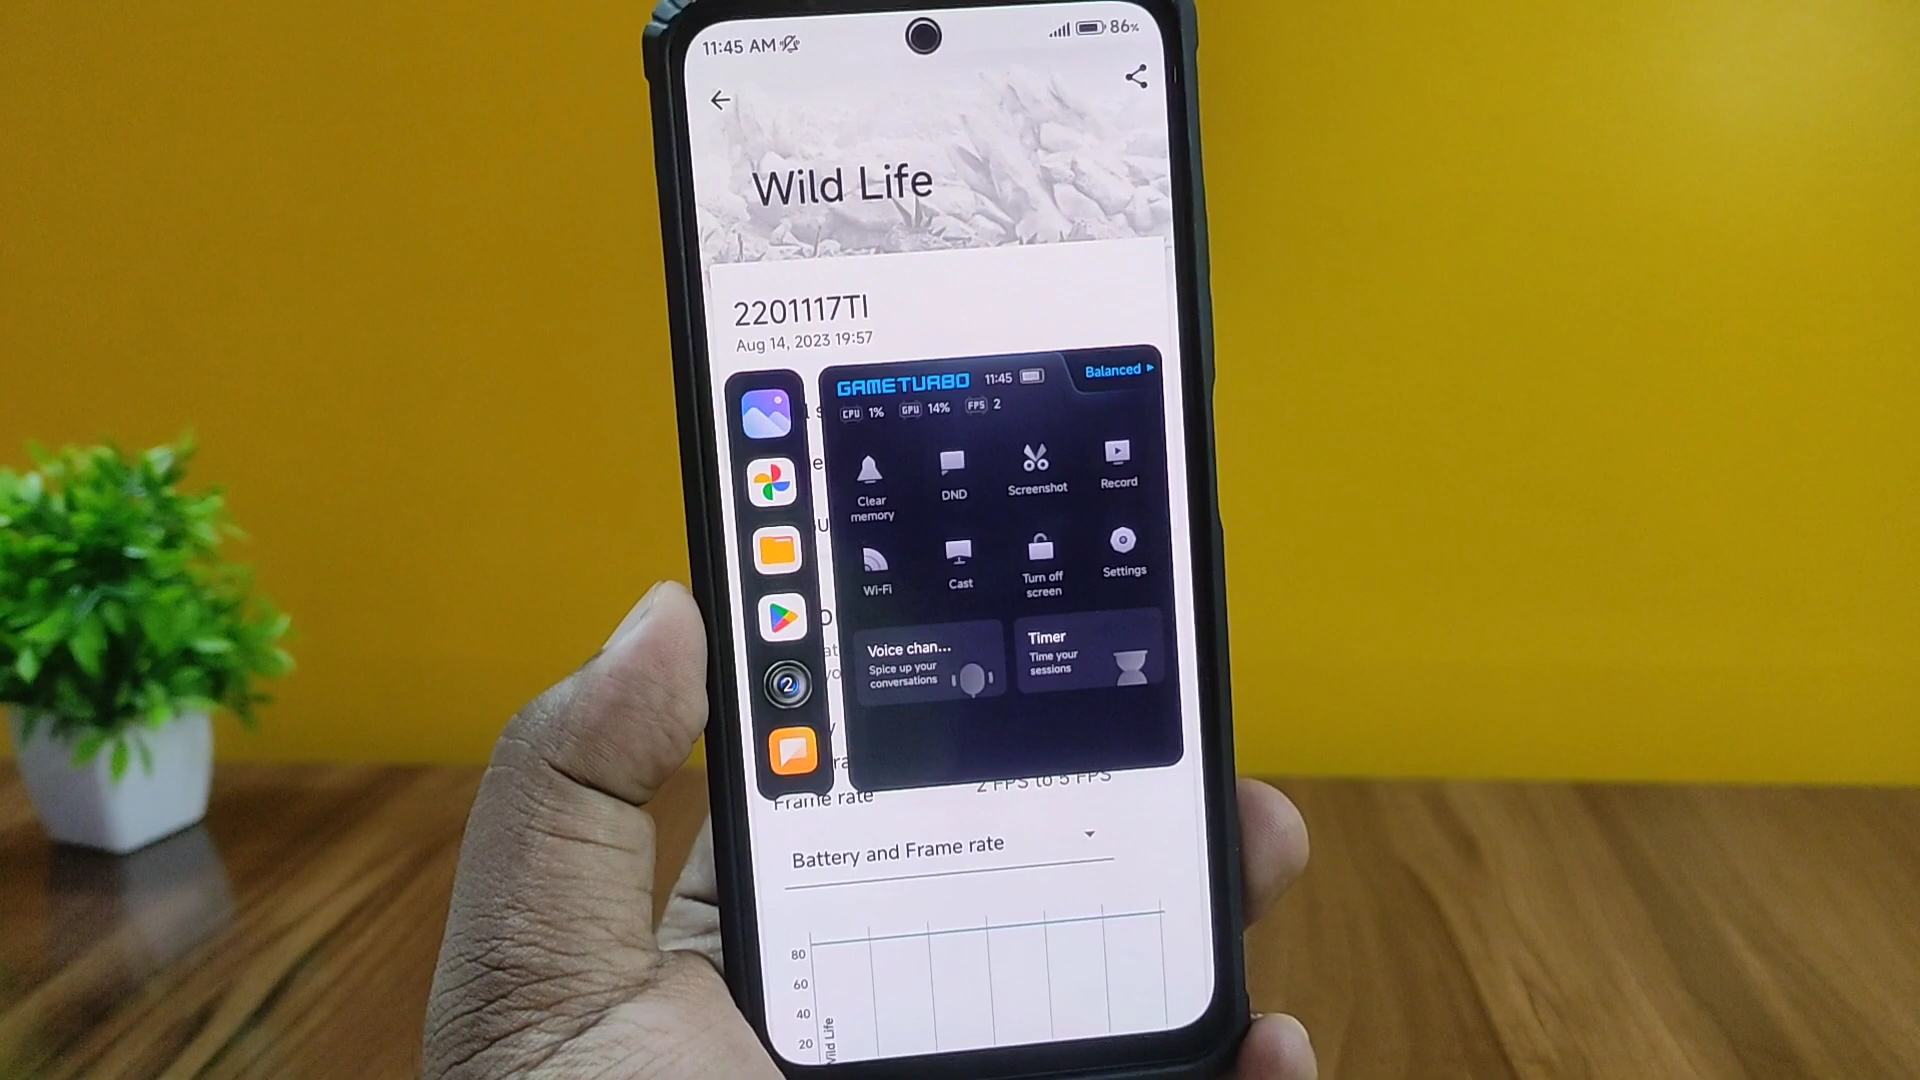 11:45 AM
86%
Wild Life
2201117TI
Aug 14, 2023 19:57
GAMETURBO 11:45
Balanced
CPU 1% GPU 14% FPS 2
Clear memory
DND
Screenshot
Record
Wi-Fi
Cast
Turn off screen
Settings
Voice chan...
Spice up your
conversations
Timer
Time your
sessions
2
Frame rate 2 FPS to 5 FPS
Battery and Frame rate
80
60
40
20
Wild Life